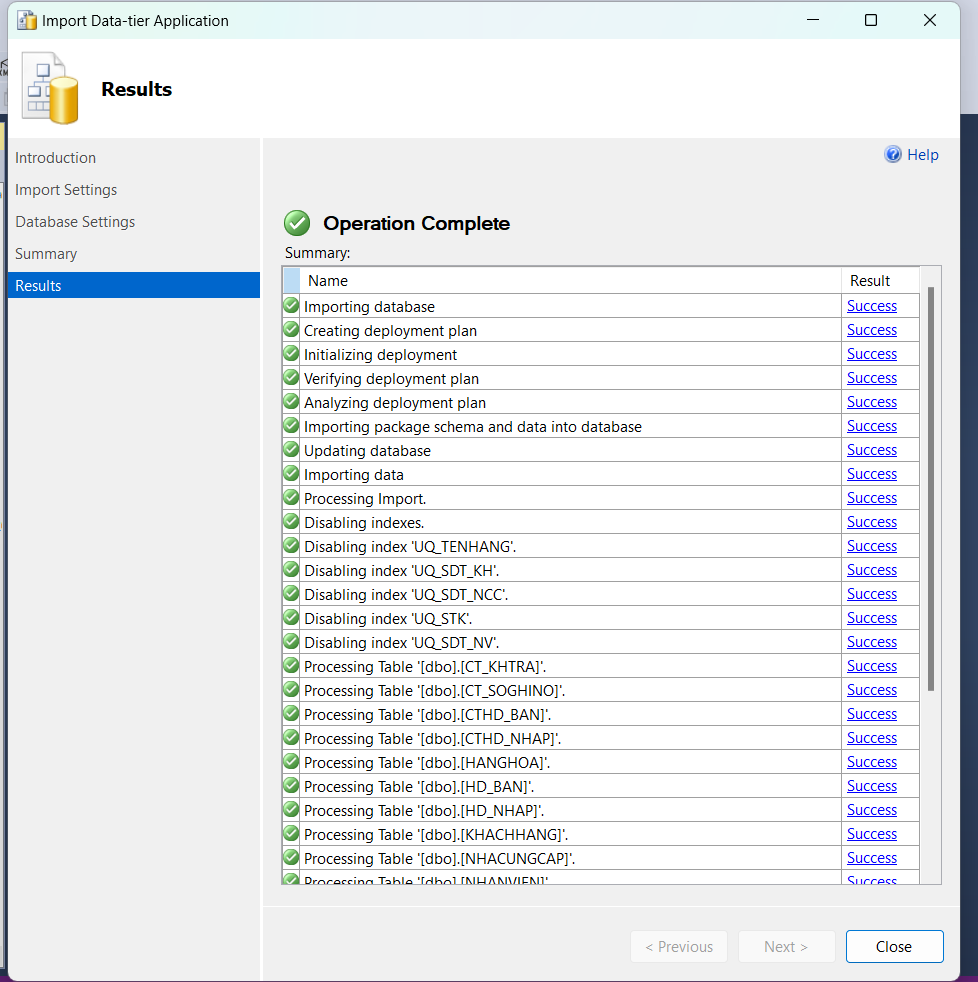 Import Data-tier Application
Results
Introduction
Import Settings
Database Settings
Summary
Results
Help
Operation Complete
Summary:
Name Result
Importing database Success
Creating deployment plan Success
Initializing deployment Success
Verifying deployment plan Success
Analyzing deployment plan Success
Importing package schema and data into database Success
Updating database Success
Importing data Success
Processing Import. Success
Disabling indexes. Success
Disabling index 'UQ_TENHANG'. Success
Disabling index 'UQ_SDT_KH'. Success
Disabling index 'UQ_SDT_NCC'. Success
Disabling index 'UQ_STK'. Success
Disabling index 'UQ_SDT_NV'. Success
Processing Table '[dbo].[CT_KHTRA]'. Success
Processing Table '[dbo].[CT_SOGHINO]'. Success
Processing Table '[dbo].[CTHD_BAN]'. Success
Processing Table '[dbo].[CTHD_NHAP]'. Success
Processing Table '[dbo].[HANGHOA]'. Success
Processing Table '[dbo].[HD_BAN]'. Success
Processing Table '[dbo].[HD_NHAP]'. Success
Processing Table '[dbo].[KHACHHANG]'. Success
Processing Table '[dbo].[NHACUNGCAP]'. Success
Processing Table '[dbo].[NHANVIEN]'. Success
< Previous
Next >
Close